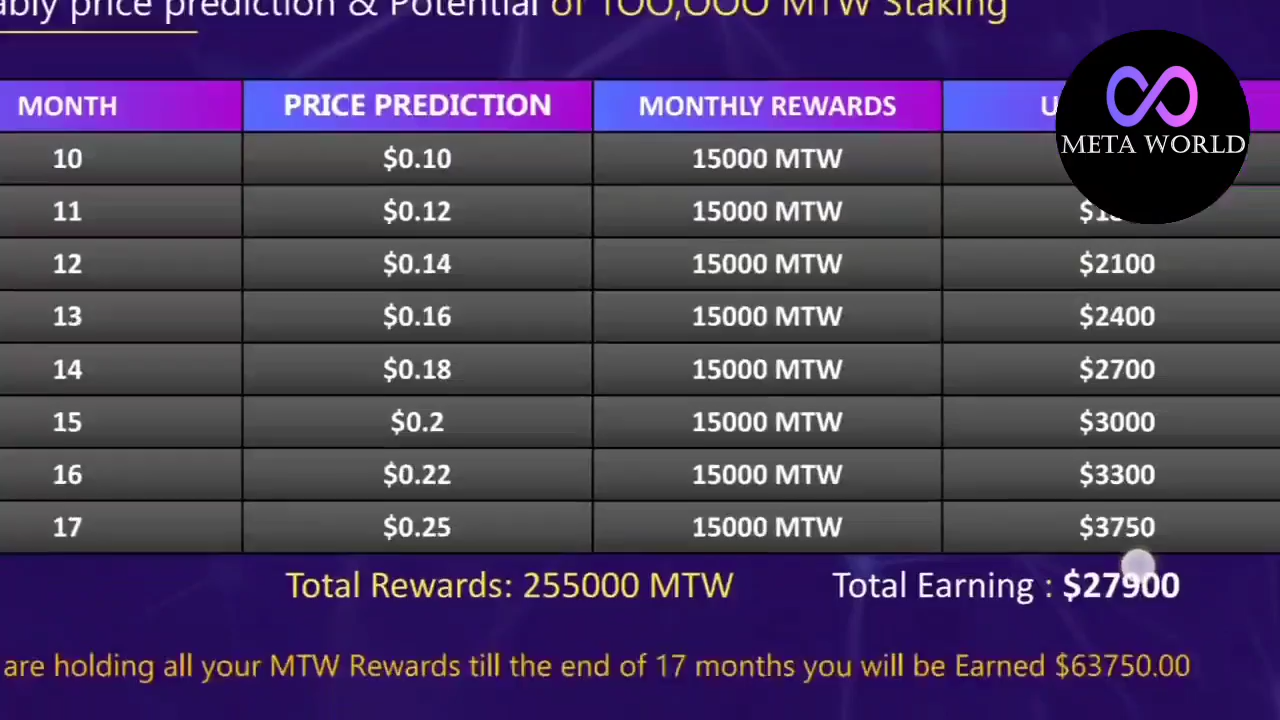 ably price prediction & Potential of 100,000 MTW Staking
MONTH PRICE PREDICTION MONTHLY REWARDS
META WORLD
10 $0.10 15000 MTW
11 $0.12 15000 MTW
12 $0.14 15000 MTW $2100
13 $0.16 15000 MTW $2400
14 $0.18 15000 MTW $2700
15 $0.2 15000 MTW $3000
16 $0.22 15000 MTW $3300
17 $0.25 15000 MTW $3750
Total Rewards: 255000 MTW Total Earning : $27900
are holding all your MTW Rewards till the end of 17 months you will be Earned $63750.00